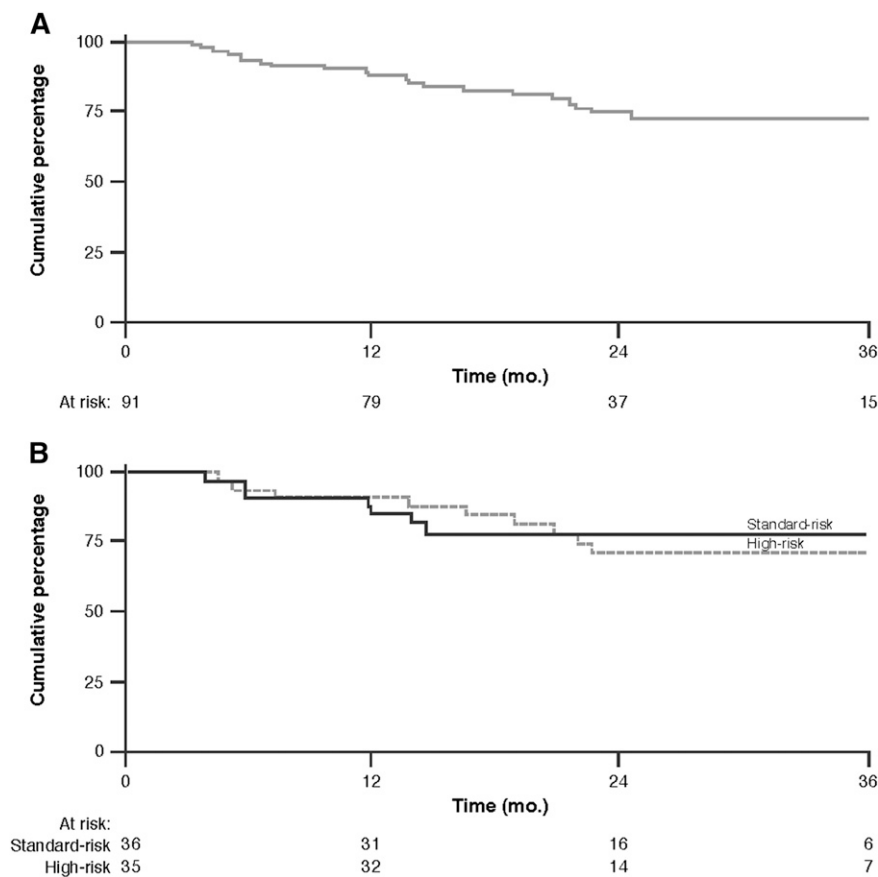 A
100
75
50
25
0
Cumulative percentage
0 12 24 36
Time (mo.)
At risk: 91 79 37 15
B
100
75
50
25
0
Cumulative percentage
Standard-risk
High-risk
0 12 24 36
Time (mo.)
At risk:
Standard-risk 36 31 16 6
High-risk 35 32 14 7